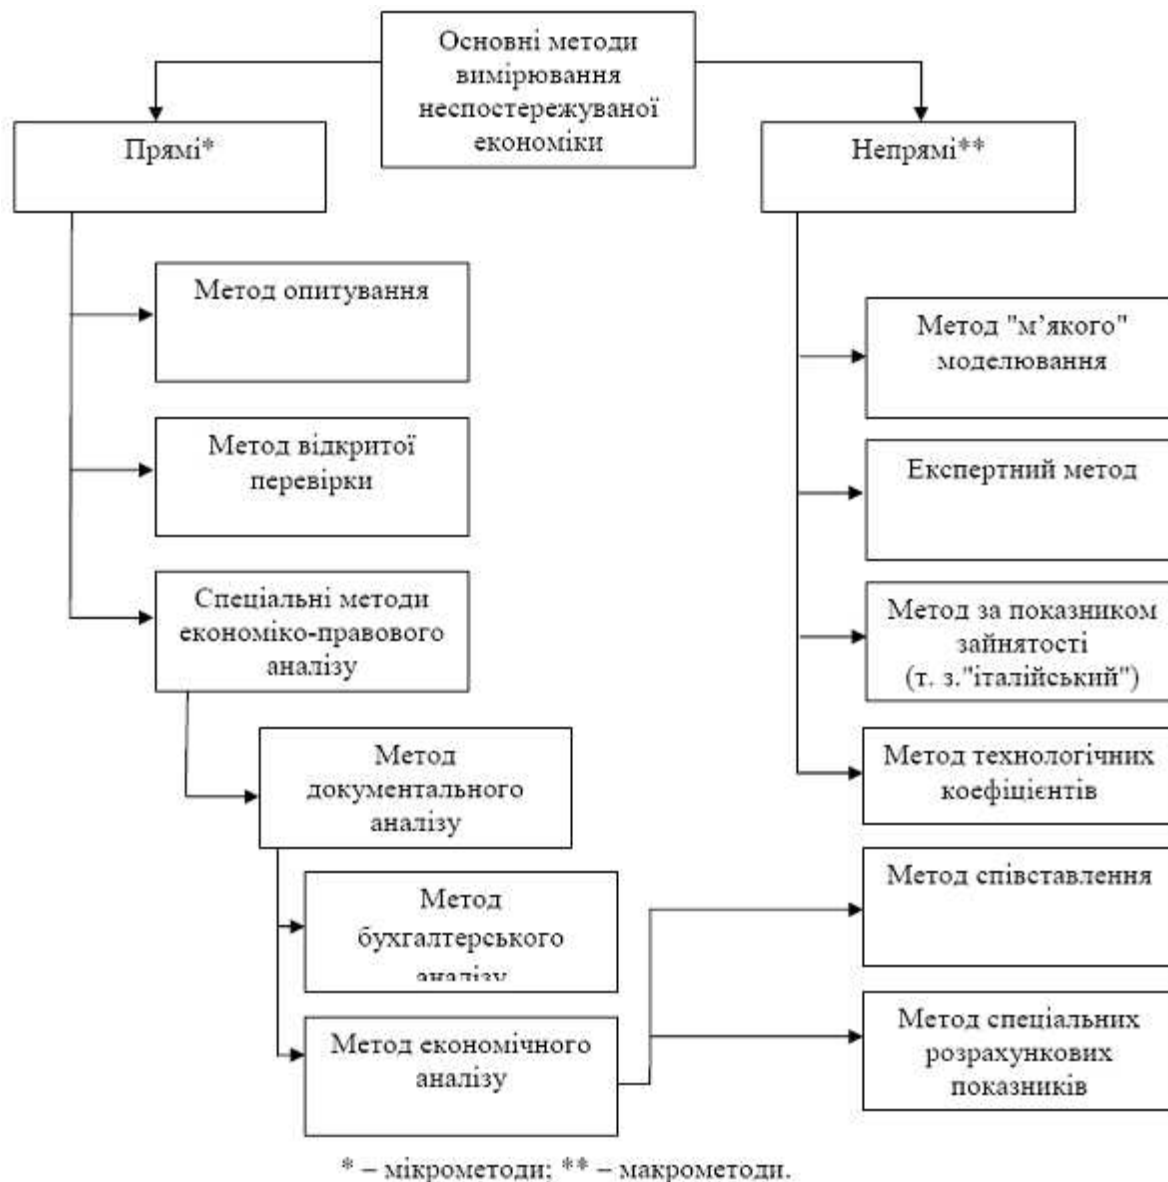 Основні методи
вимірювання
неспостережуваної
економіки
Прямі*
Непрямі**
Метод опитування
Метод відкритої
перевірки
Спеціальні методи
економіко-правового
аналізу
Метод
документального
аналізу
Метод
бухгалтерського
аналізу
Метод економічного
аналізу
Метод "м’якого"
моделювання
Експертний метод
Метод за показником
зайнятості
(т. з."італійський")
Метод технологічних
коефіцієнтів
Метод співставлення
Метод спеціальних
розрахункових
показників
* – мікрометоди; ** – макрометоди.